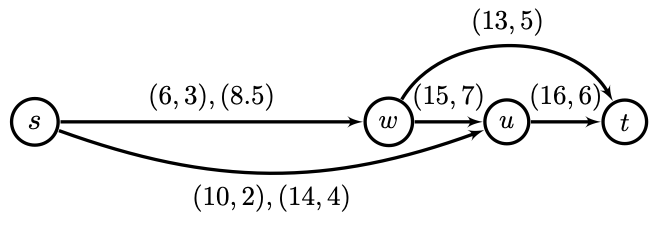 (13, 5)
(6, 3), (8.5)
(15, 7)
(16, 6)
s
w
u
t
(10, 2), (14, 4)